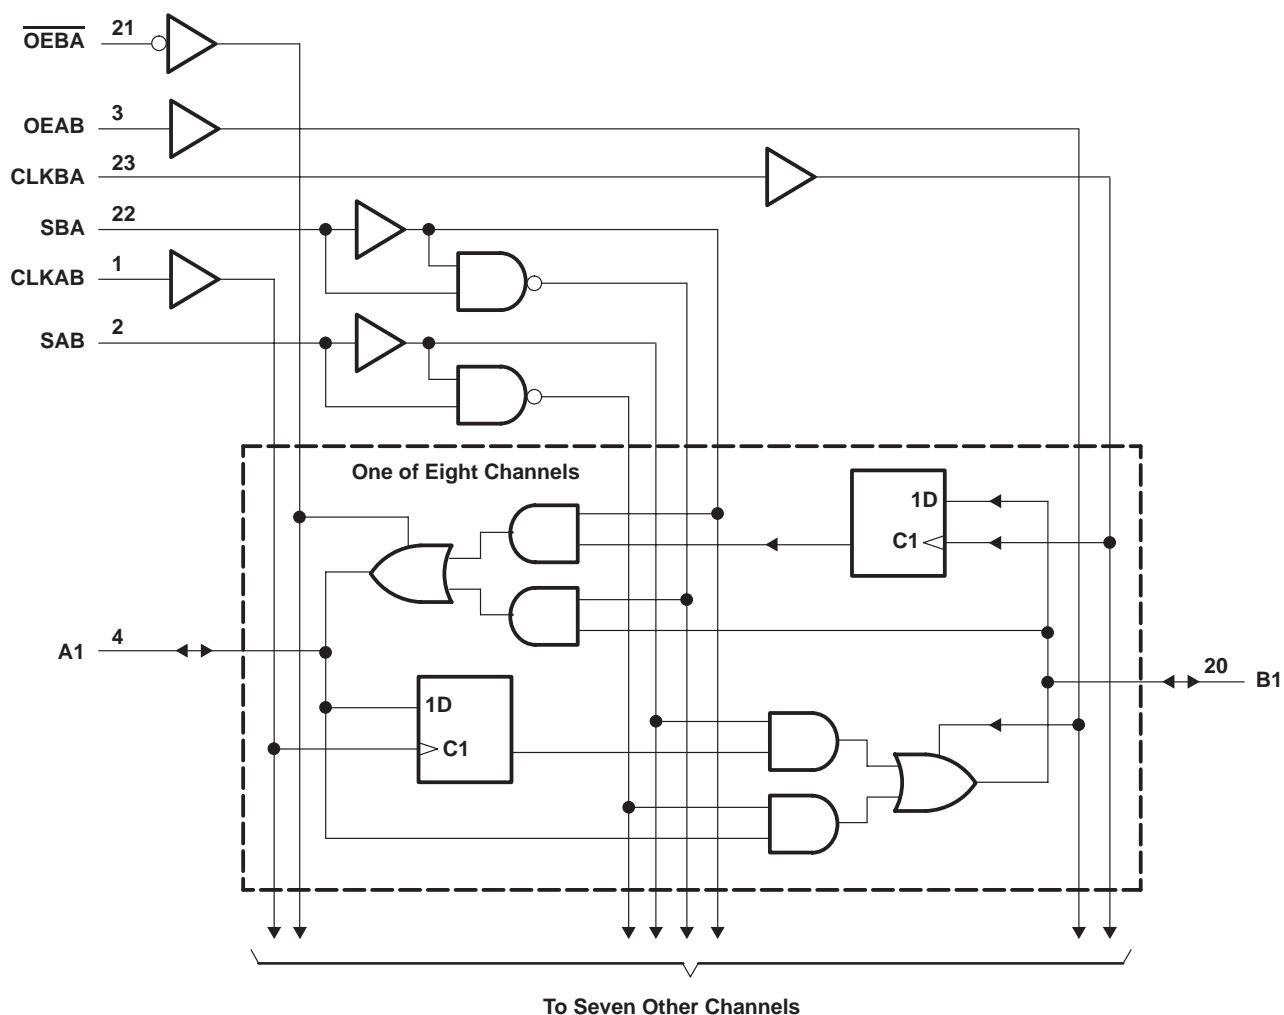 OEBA 21
OEAB 3
CLKBA 23
SBA 22
CLKAB 1
SAB 2
One of Eight Channels
1D
C1
A1 4
1D
C1
20 B1
To Seven Other Channels